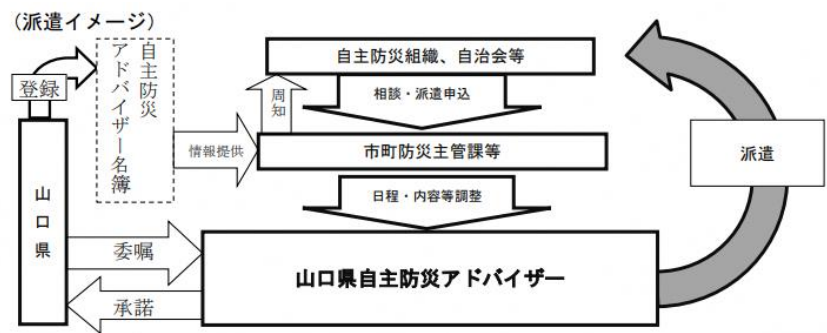 （派遣イメージ）
登録
自主防災
アドバイザー名簿
自主防災組織、自治会等
周知
相談・派遣申込
情報提供
市町防災主管課等
派遣
日程・内容等調整
山口県
委嘱
山口県自主防災アドバイザー
承諾